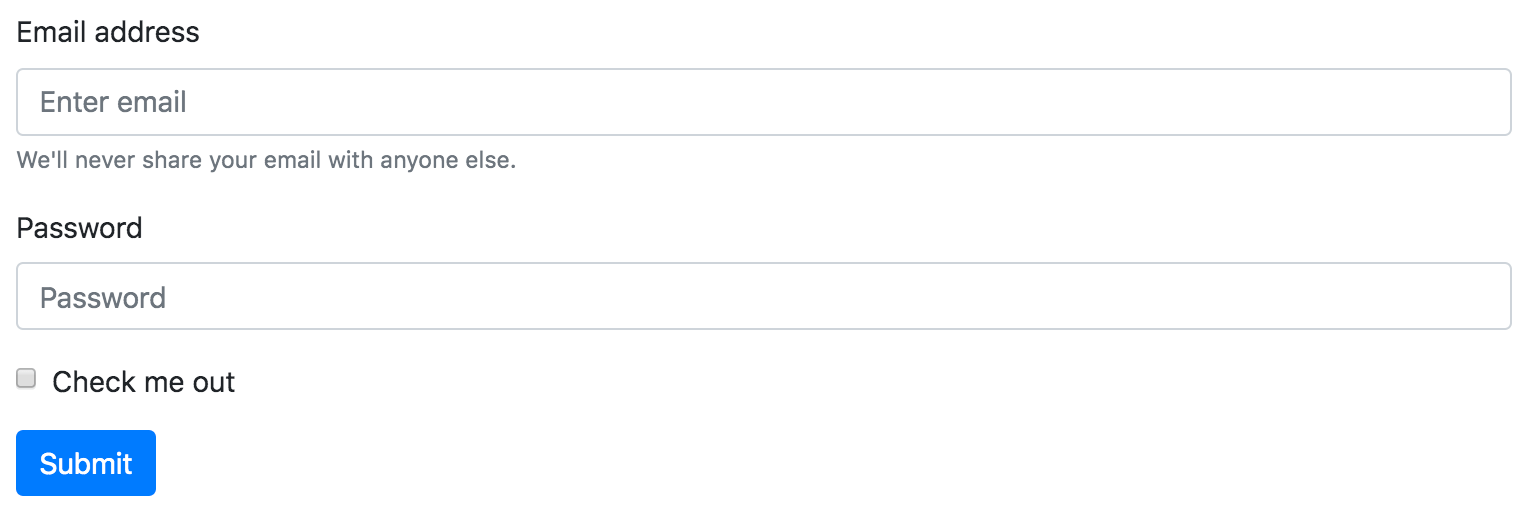 Email address
Enter email
We'll never share your email with anyone else.
Password
Password
Check me out
Submit